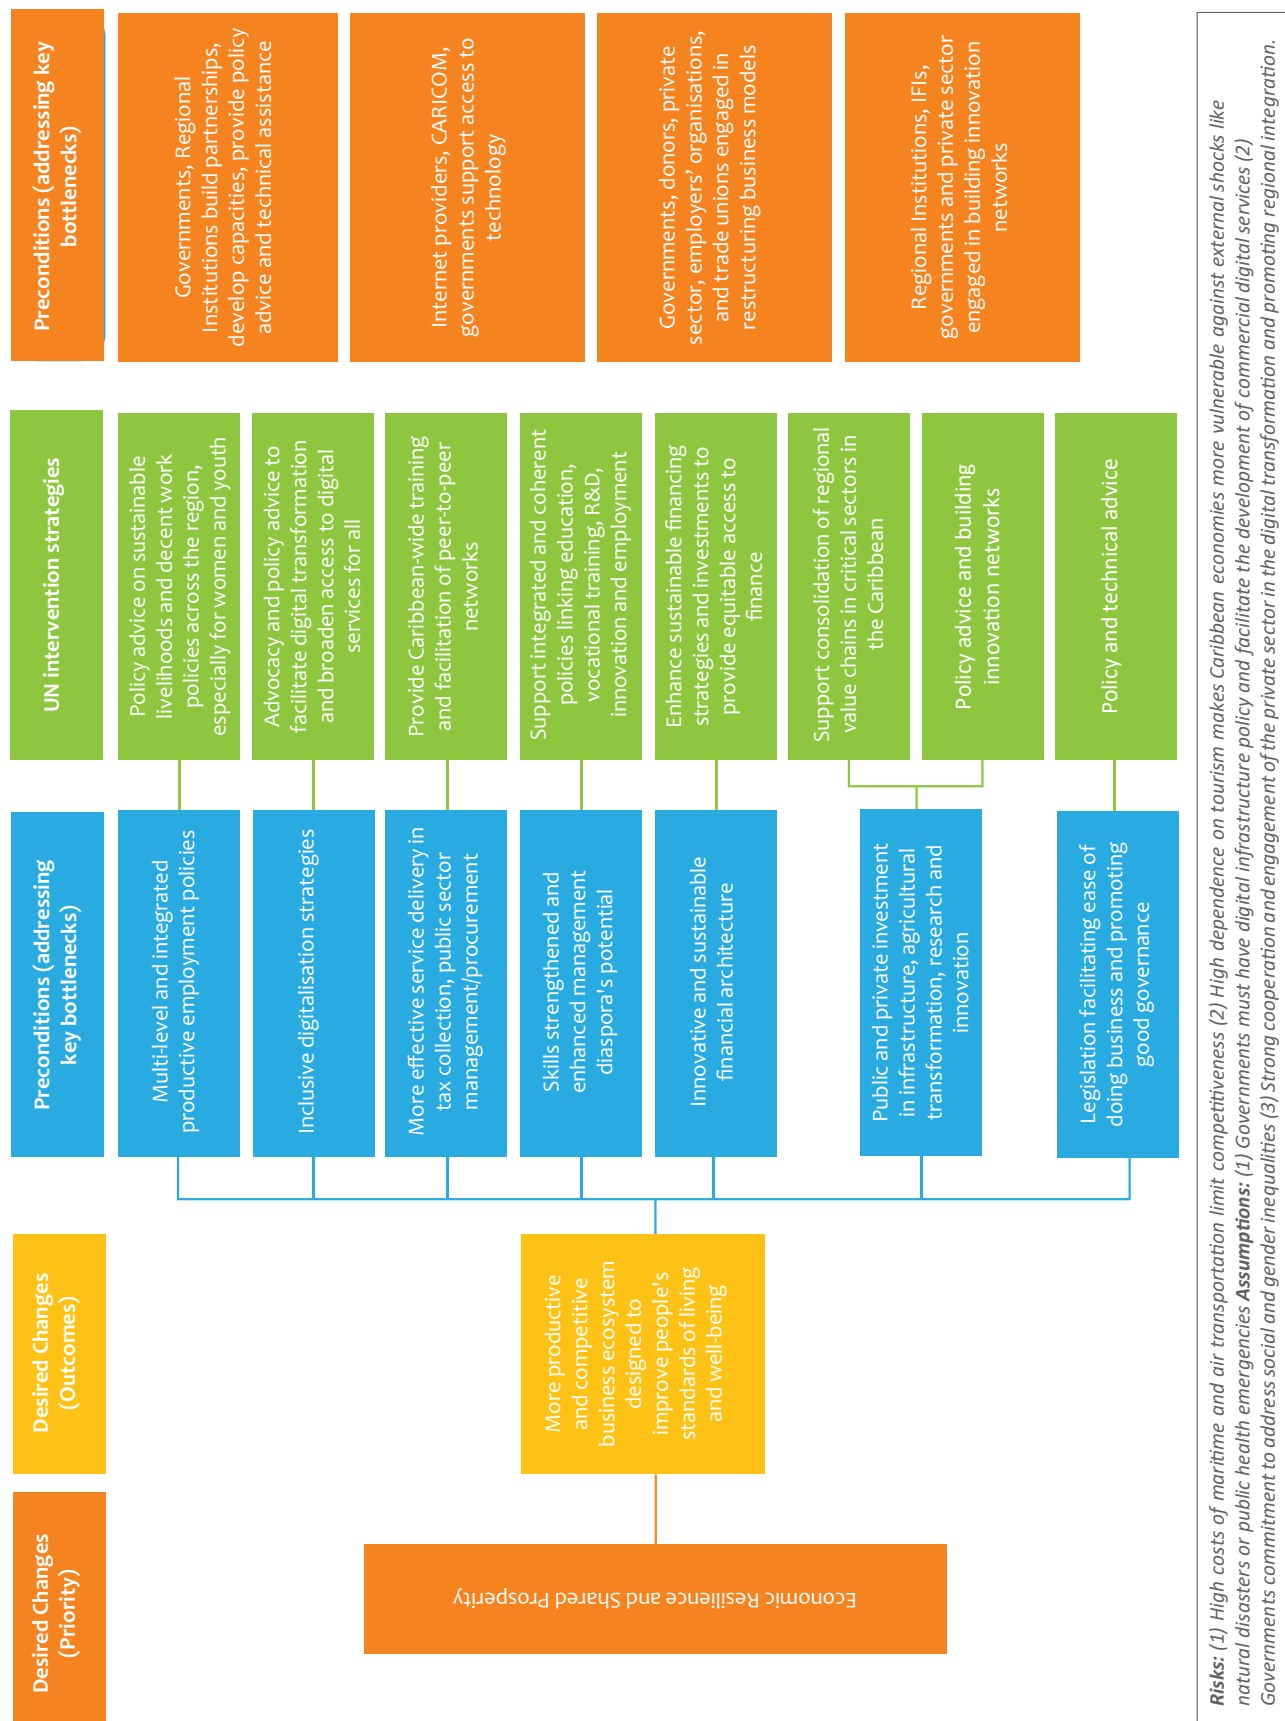 Desired Changes
(Priority)
Economic Resilience and Shared Prosperity
Desired Changes
(Outcomes)
More productive
and competitive
business ecosystem
designed to
improve people's
standards of living
and well-being
Preconditions (addressing
key bottlenecks)
Multi-level and integrated
productive employment policies
Inclusive digitalisation strategies
More effective service delivery in
tax collection, public sector
management/procurement
Skills strengthened and
enhanced management
diaspora's potential
Innovative and sustainable
financial architecture
Public and private investment
in infrastructure, agricultural
transformation, research and
innovation
Legislation facilitating ease of
doing business and promoting
good governance
UN intervention strategies
Policy advice on sustainable
livelihoods and decent work
policies across the region,
especially for women and youth
Advocacy and policy advice to
facilitate digital transformation
and broaden access to digital
services for all
Provide Caribbean-wide training
and facilitation of peer-to-peer
networks
Support integrated and coherent
policies linking education,
vocational training, R&D,
innovation and employment
Enhance sustainable financing
strategies and investments to
provide equitable access to
finance
Support consolidation of regional
value chains in critical sectors in
the Caribbean
Policy advice and building
innovation networks
Policy and technical advice
Preconditions (addressing key
bottlenecks)
Governments, Regional
Institutions build partnerships,
develop capacities, provide policy
advice and technical assistance
Internet providers, CARICOM,
governments support access to
technology
Governments, donors, private
sector, employers’ organisations,
and trade unions engaged in
restructuring business models
Regional Institutions, IFIs,
governments and private sector
engaged in building innovation
networks
Risks: (1) High costs of maritime and air transportation limit competitiveness (2) High dependence on tourism makes Caribbean economies more vulnerable against external shocks like
natural disasters or public health emergencies Assumptions: (1) Governments must have digital infrastructure policy and facilitate the development of commercial digital services (2)
Governments commitment to address social and gender inequalities (3) Strong cooperation and engagement of the private sector in the digital transformation and promoting regional integration.